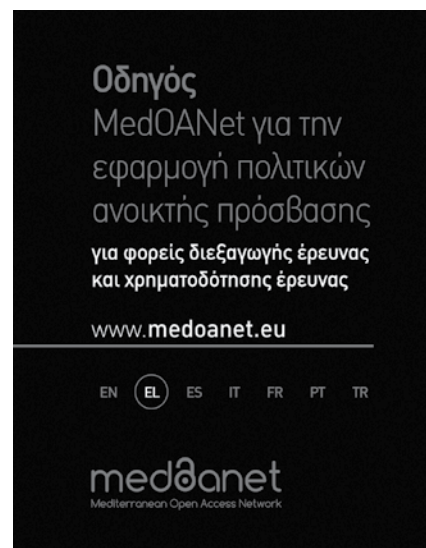 Οδηγός
MedOANet για την
εφαρμογή πολιτικών
ανοικτής πρόσβασης
για φορείς διεξαγωγής έρευνας
και χρηματοδότησης έρευνας
www.medoanet.eu
EN EL ES IT FR PT TR
medoanet
Mediterranean Open Access Network